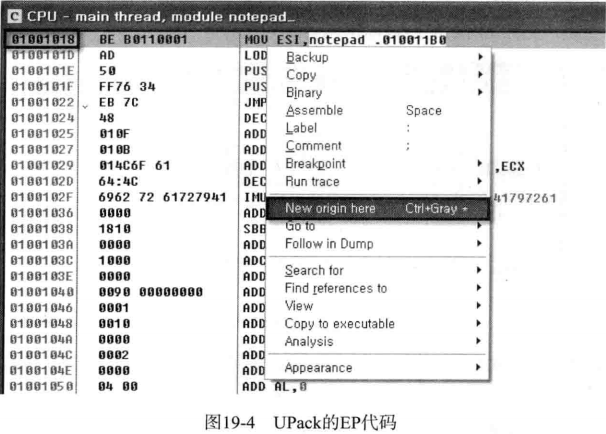 C CPU - main thread, module notepad_
01001018 BE B0110001 MOV ESI,notepad_.010011B0
0100101D AD LOD
0100101E 50 PUS
0100101F FF76 34 PUS
01001022 EB 7C JMP
01001024 48 DEC
01001025 010F ADD
01001027 010B ADD
01001029 014C6F 61 ADD ,ECX
0100102D 64:4C DEC
0100102F 6962 72 61727941 IMU 41797261
01001036 0000 ADD
01001038 1810 SBB
0100103A 0000 ADD
0100103C 1000 ADC
0100103E 0000 ADD
01001040 0090 00000000 ADD
01001046 0001 ADD
01001048 0010 ADD
0100104A 0000 ADD
0100104C 0002 ADD
0100104E 0000 ADD
01001050 04 00 ADD AL,0
Backup
Copy
Binary
Assemble Space
Label :
Comment ;
Breakpoint
Run trace
New origin here Ctrl+Gray *
Go to
Follow in Dump
Search for
Find references to
View
Copy to executable
Analysis
Appearance
图19-4 UPack的EP代码